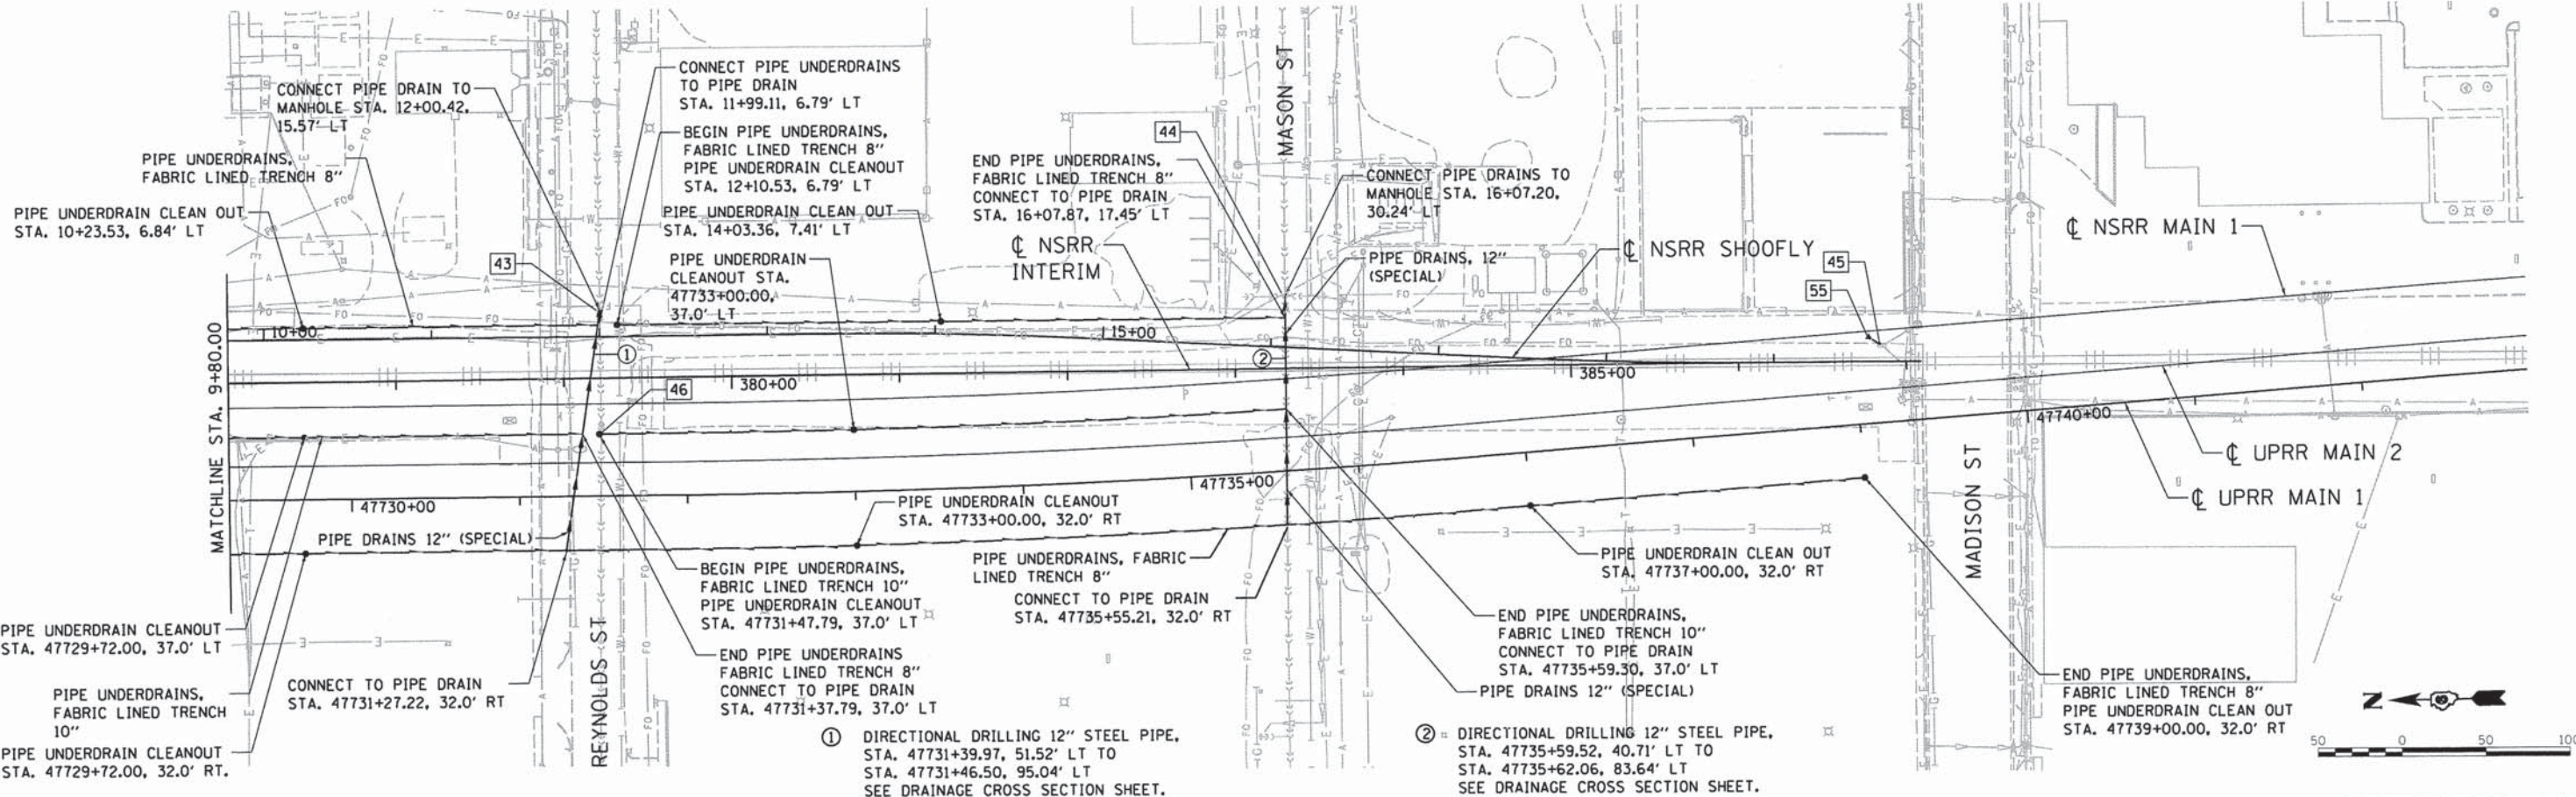 CONNECT PIPE DRAIN TO
MANHOLE STA. 12+00.42,
15.57' LT
PIPE UNDERDRAINS,
FABRIC LINED TRENCH 8"
PIPE UNDERDRAIN CLEAN OUT
STA. 10+23.53, 6.84' LT
CONNECT PIPE UNDERDRAINS
TO PIPE DRAIN
STA. 11+99.11, 6.79' LT
BEGIN PIPE UNDERDRAINS,
FABRIC LINED TRENCH 8"
PIPE UNDERDRAIN CLEANOUT
STA. 12+10.53, 6.79' LT
PIPE UNDERDRAIN CLEAN OUT
STA. 14+03.36, 7.41' LT
PIPE UNDERDRAIN
CLEANOUT STA.
47733+00.00,
37.0' LT
43
44
END PIPE UNDERDRAINS,
FABRIC LINED TRENCH 8"
CONNECT TO PIPE DRAIN
STA. 16+07.87, 17.45' LT
℄ NSRR
INTERIM
MASON ST
CONNECT PIPE DRAINS TO
MANHOLE STA. 16+07.20,
30.24' LT
PIPE DRAINS, 12"
(SPECIAL)
℄ NSRR SHOOFLY
45
55
℄ NSRR MAIN 1
MATCHLINE STA. 9+80.00
10+00
15+00
1
2
46
380+00
385+00
47730+00
47735+00
47740+00
℄ UPRR MAIN 2
℄ UPRR MAIN 1
MADISON ST
PIPE DRAINS 12" (SPECIAL)
PIPE UNDERDRAIN CLEANOUT
STA. 47733+00.00, 32.0' RT
PIPE UNDERDRAINS, FABRIC
LINED TRENCH 8"
CONNECT TO PIPE DRAIN
STA. 47735+55.21, 32.0' RT
PIPE UNDERDRAIN CLEAN OUT
STA. 47737+00.00, 32.0' RT
PIPE UNDERDRAIN CLEANOUT
STA. 47729+72.00, 37.0' LT
PIPE UNDERDRAINS,
FABRIC LINED TRENCH
10"
PIPE UNDERDRAIN CLEANOUT
STA. 47729+72.00, 32.0' RT.
CONNECT TO PIPE DRAIN
STA. 47731+27.22, 32.0' RT
REYNOLDS ST
BEGIN PIPE UNDERDRAINS,
FABRIC LINED TRENCH 10"
PIPE UNDERDRAIN CLEANOUT
STA. 47731+47.79, 37.0' LT
END PIPE UNDERDRAINS
FABRIC LINED TRENCH 8"
CONNECT TO PIPE DRAIN
STA. 47731+37.79, 37.0' LT
END PIPE UNDERDRAINS,
FABRIC LINED TRENCH 10"
CONNECT TO PIPE DRAIN
STA. 47735+59.30, 37.0' LT
PIPE DRAINS 12" (SPECIAL)
END PIPE UNDERDRAINS,
FABRIC LINED TRENCH 8"
PIPE UNDERDRAIN CLEAN OUT
STA. 47739+00.00, 32.0' RT
1 DIRECTIONAL DRILLING 12" STEEL PIPE,
STA. 47731+39.97, 51.52' LT TO
STA. 47731+46.50, 95.04' LT
SEE DRAINAGE CROSS SECTION SHEET.
2 DIRECTIONAL DRILLING 12" STEEL PIPE,
STA. 47735+59.52, 40.71' LT TO
STA. 47735+62.06, 83.64' LT
SEE DRAINAGE CROSS SECTION SHEET.
N
50 0 50 100